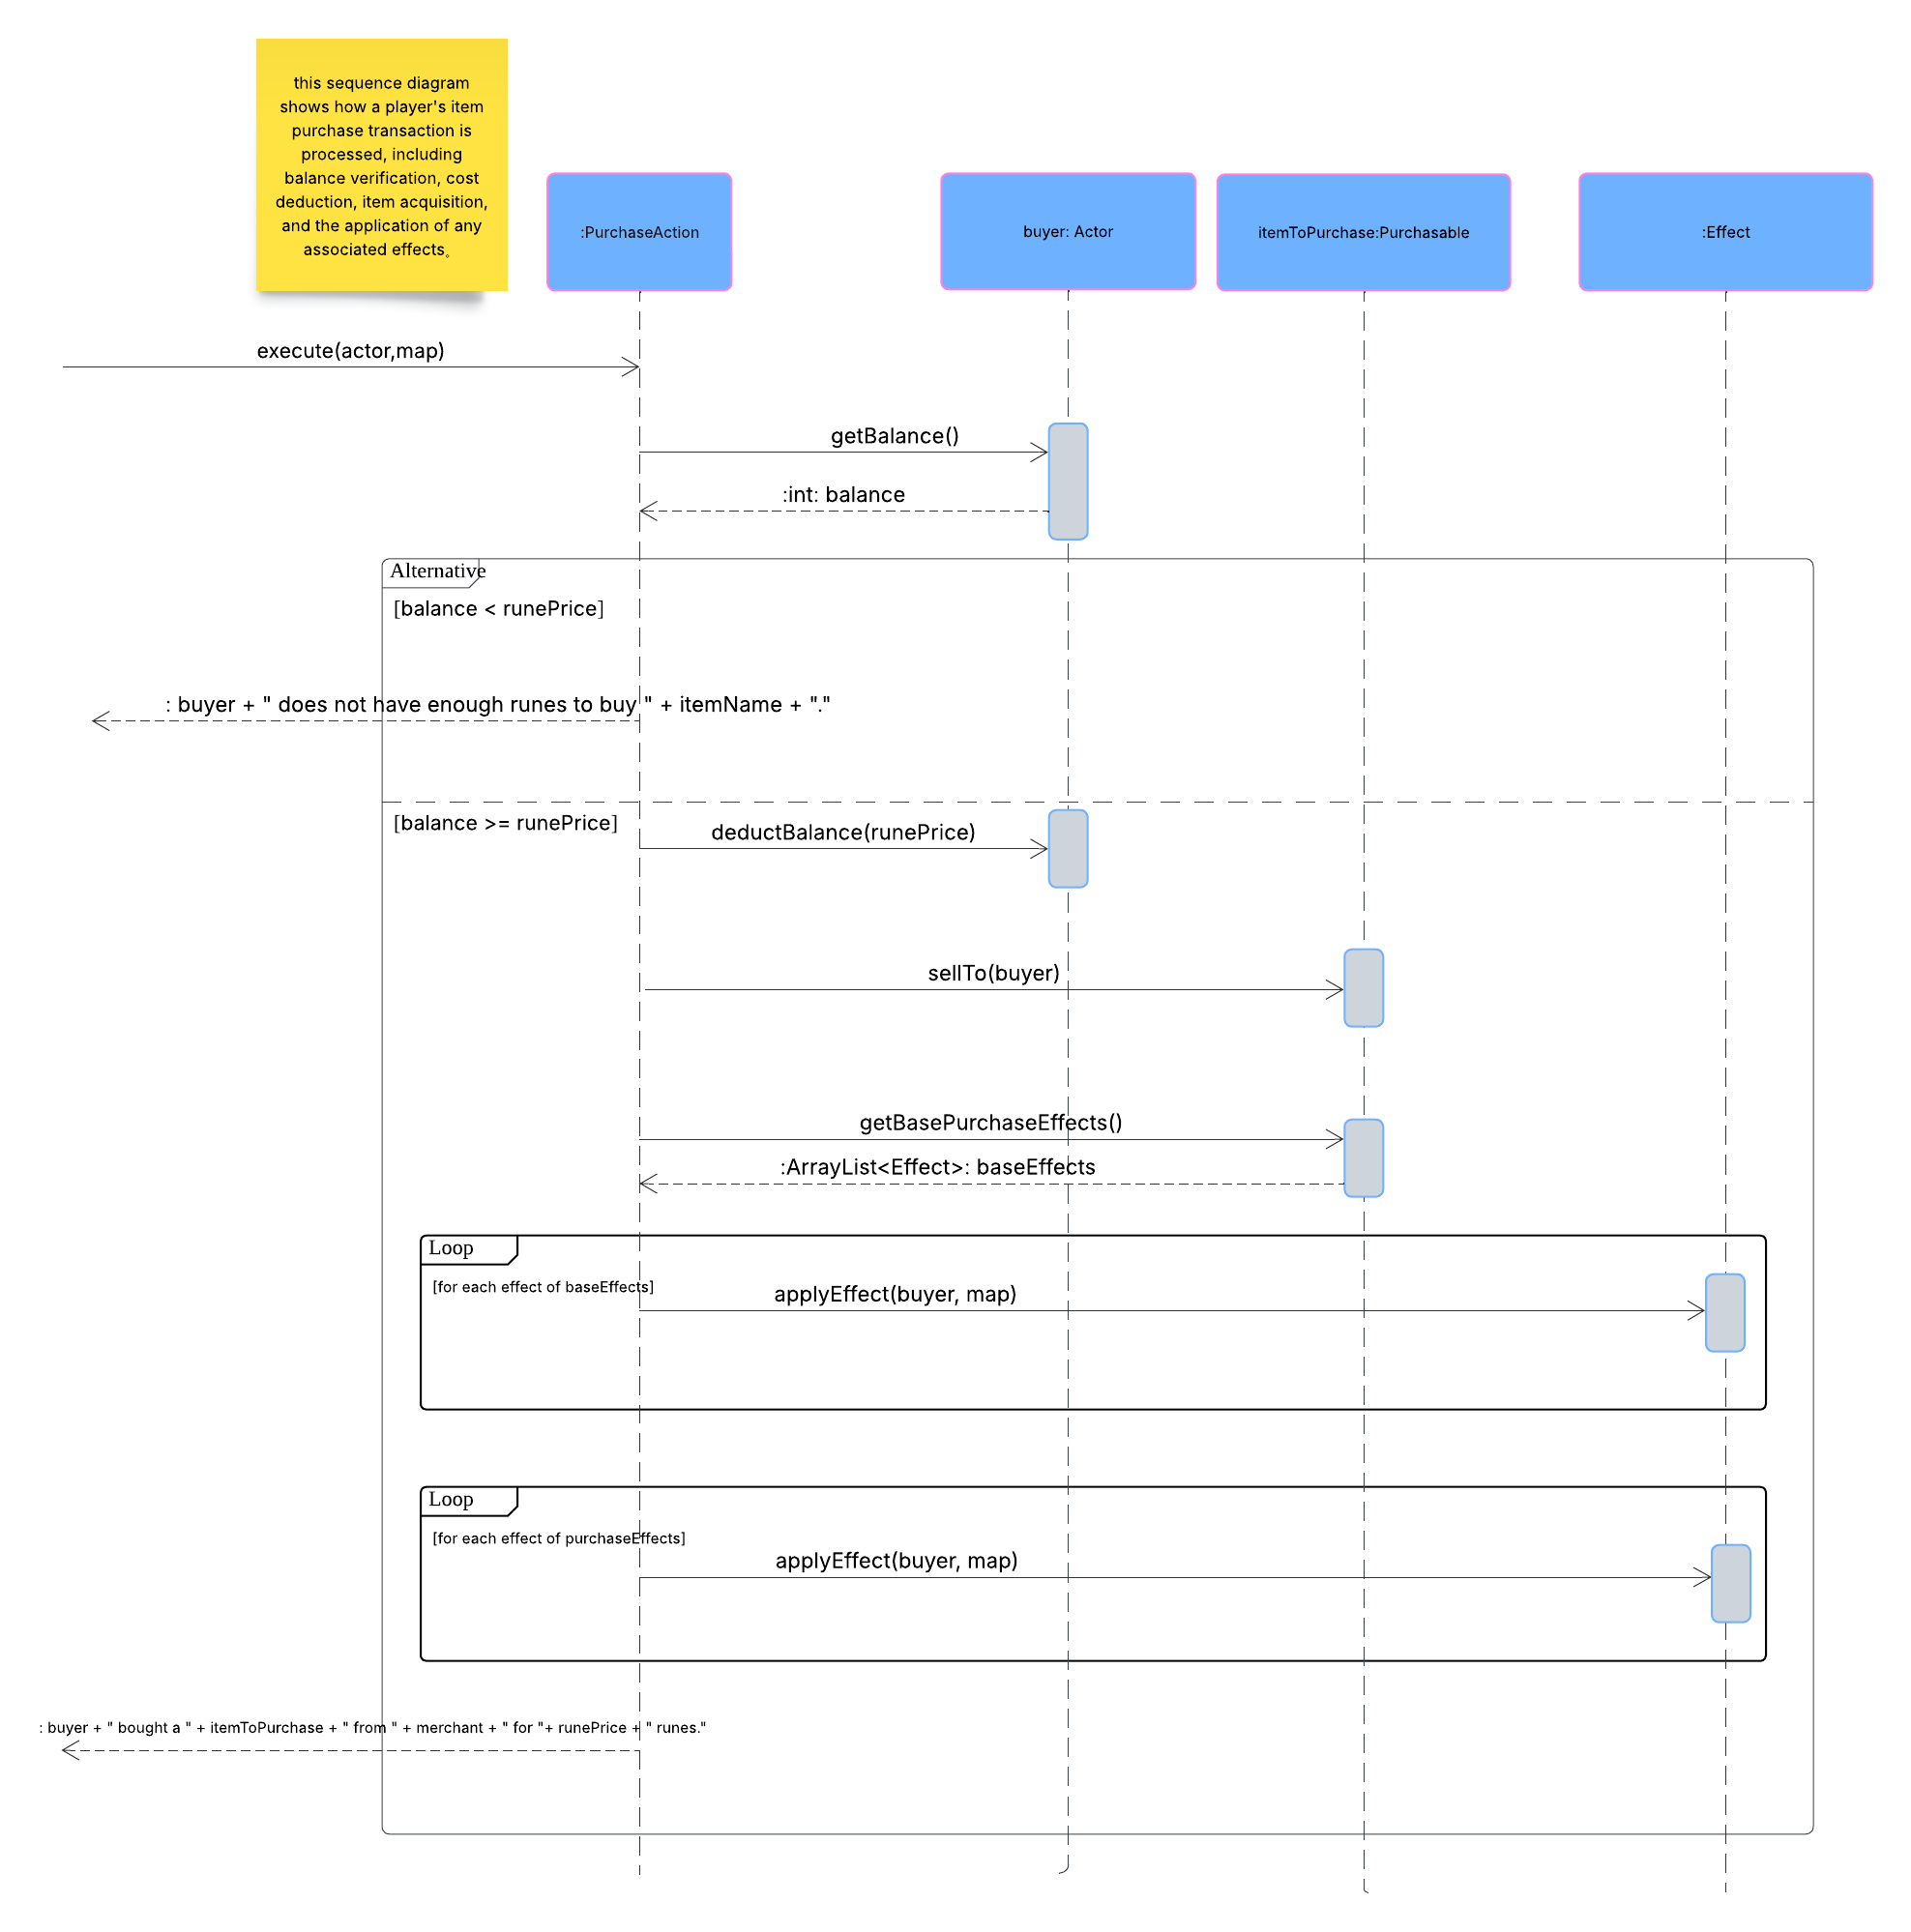 this sequence diagram
shows how a player's item
purchase transaction is
processed, including
balance verification, cost
deduction, item acquisition,
and the application of any
associated effects。
:PurchaseAction
buyer: Actor
itemToPurchase:Purchasable
:Effect
execute(actor,map)
getBalance()
:int: balance
Alternative
[balance < runePrice]
: buyer + " does not have enough runes to buy " + itemName + "."
[balance >= runePrice]
deductBalance(runePrice)
sellTo(buyer)
getBasePurchaseEffects()
:ArrayList<Effect>: baseEffects
Loop
[for each effect of baseEffects]
applyEffect(buyer, map)
Loop
[for each effect of purchaseEffects]
applyEffect(buyer, map)
: buyer + " bought a " + itemToPurchase + " from " + merchant + " for "+ runePrice + " runes."